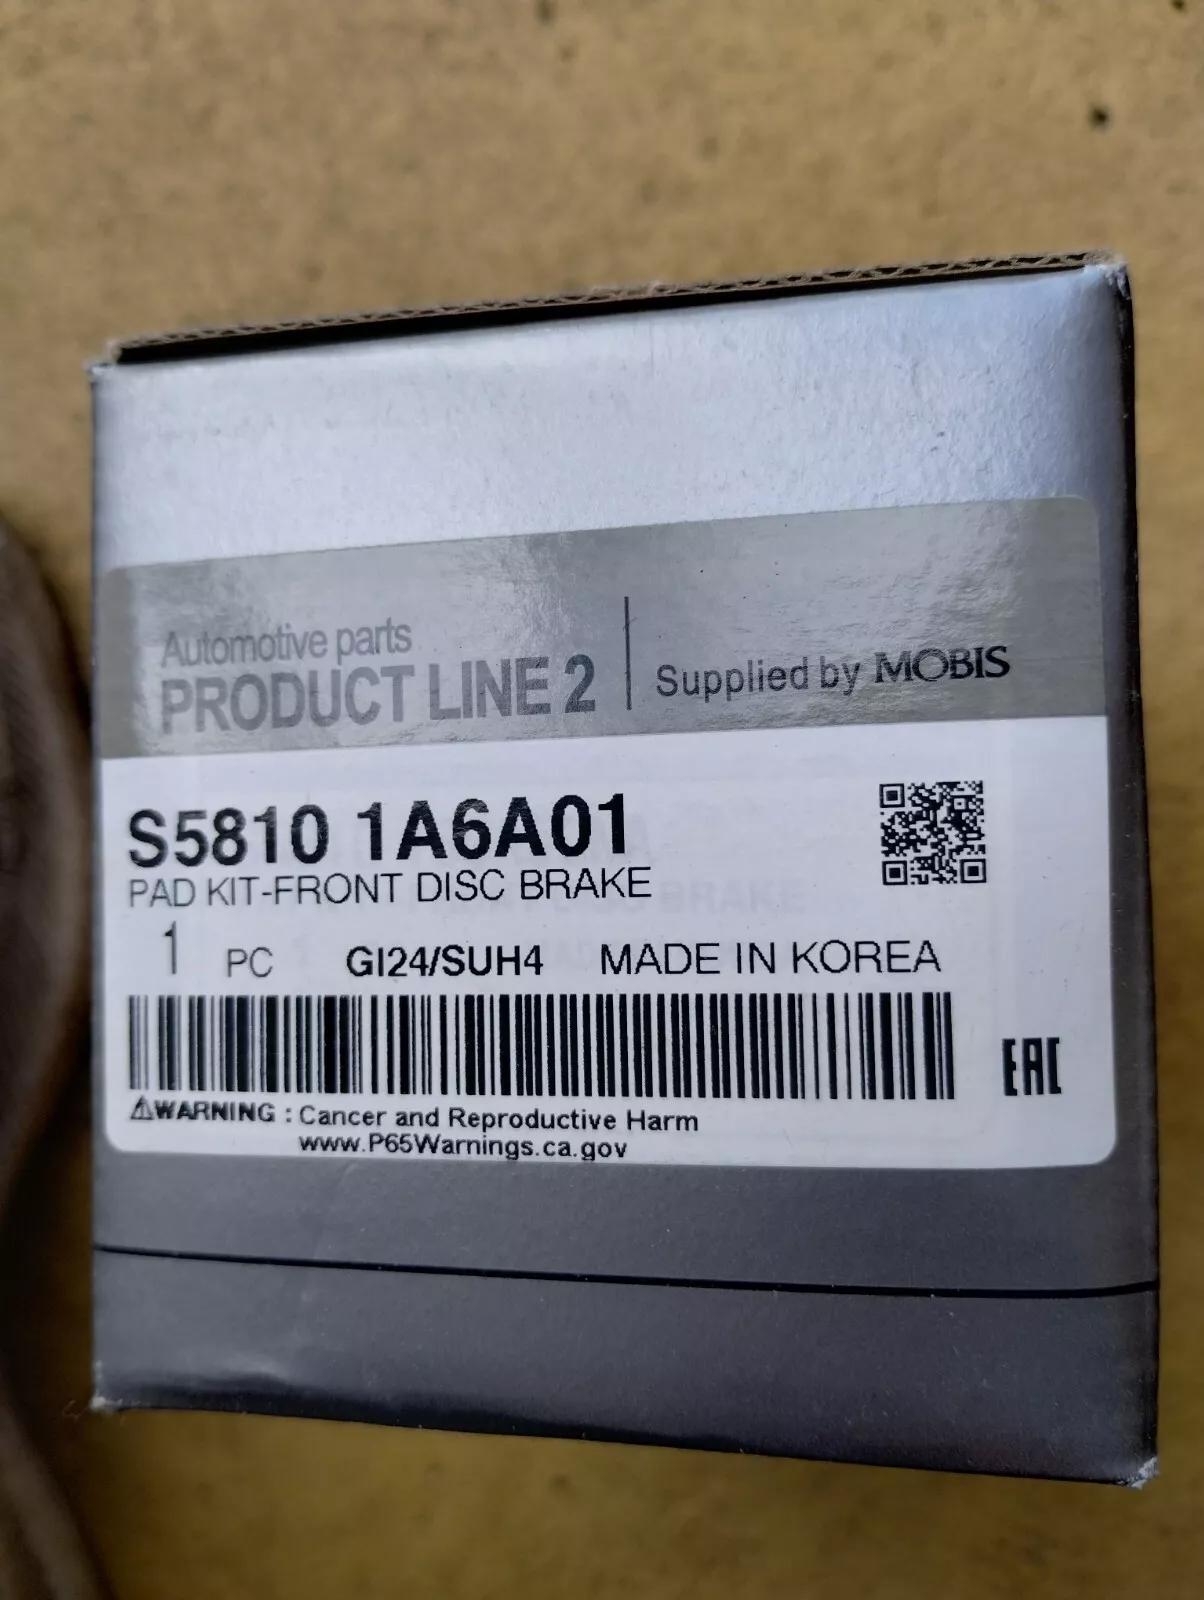 Automotive parts
PRODUCT LINE 2
Supplied by MOBIS
S5810 1A6A01
PAD KIT-FRONT DISC BRAKE
1 PC GI24/SUH4 MADE IN KOREA
EAC
⚠WARNING : Cancer and Reproductive Harm
www.P65Warnings.ca.gov